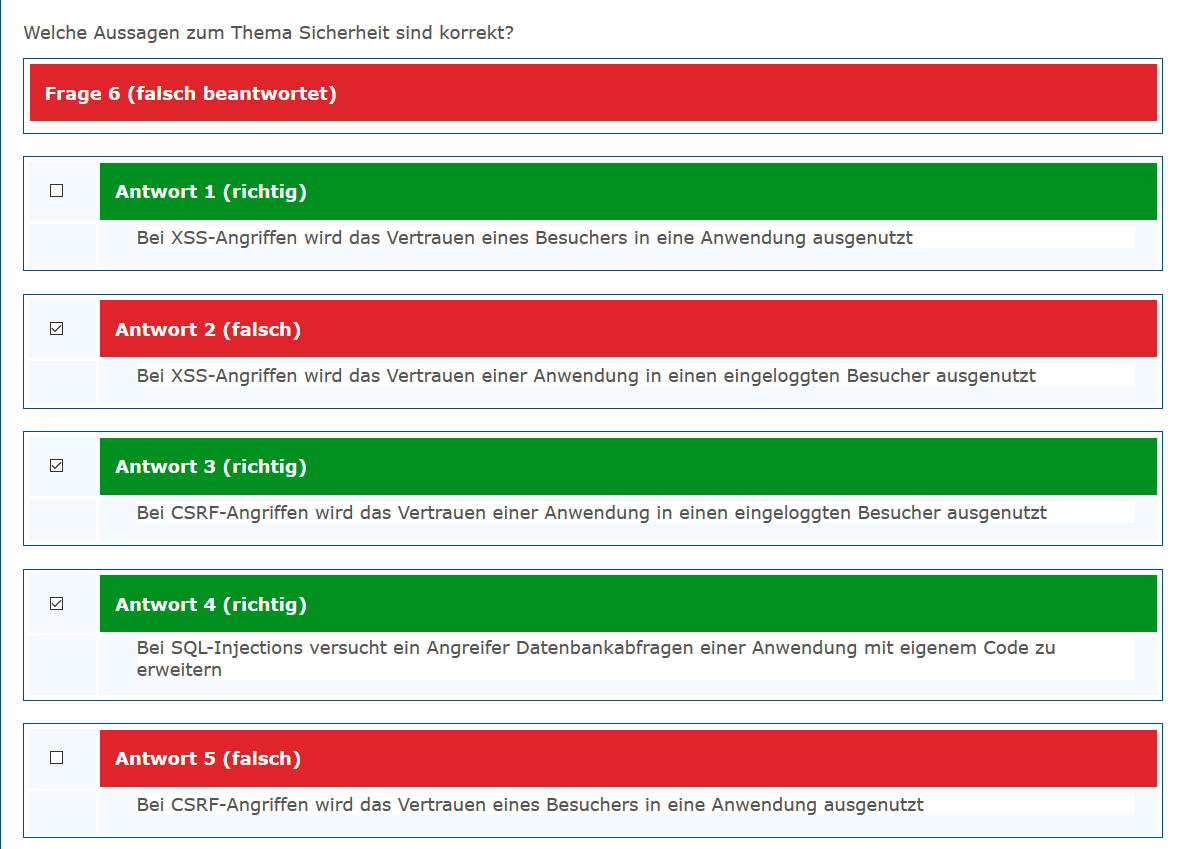 Welche Aussagen zum Thema Sicherheit sind korrekt?
Frage 6 (falsch beantwortet)
Antwort 1 (richtig)
Bei XSS-Angriffen wird das Vertrauen eines Besuchers in eine Anwendung ausgenutzt
Antwort 2 (falsch)
Bei XSS-Angriffen wird das Vertrauen einer Anwendung in einen eingeloggten Besucher ausgenutzt
Antwort 3 (richtig)
Bei CSRF-Angriffen wird das Vertrauen einer Anwendung in einen eingeloggten Besucher ausgenutzt
Antwort 4 (richtig)
Bei SQL-Injections versucht ein Angreifer Datenbankabfragen einer Anwendung mit eigenem Code zu
erweitern
Antwort 5 (falsch)
Bei CSRF-Angriffen wird das Vertrauen eines Besuchers in eine Anwendung ausgenutzt